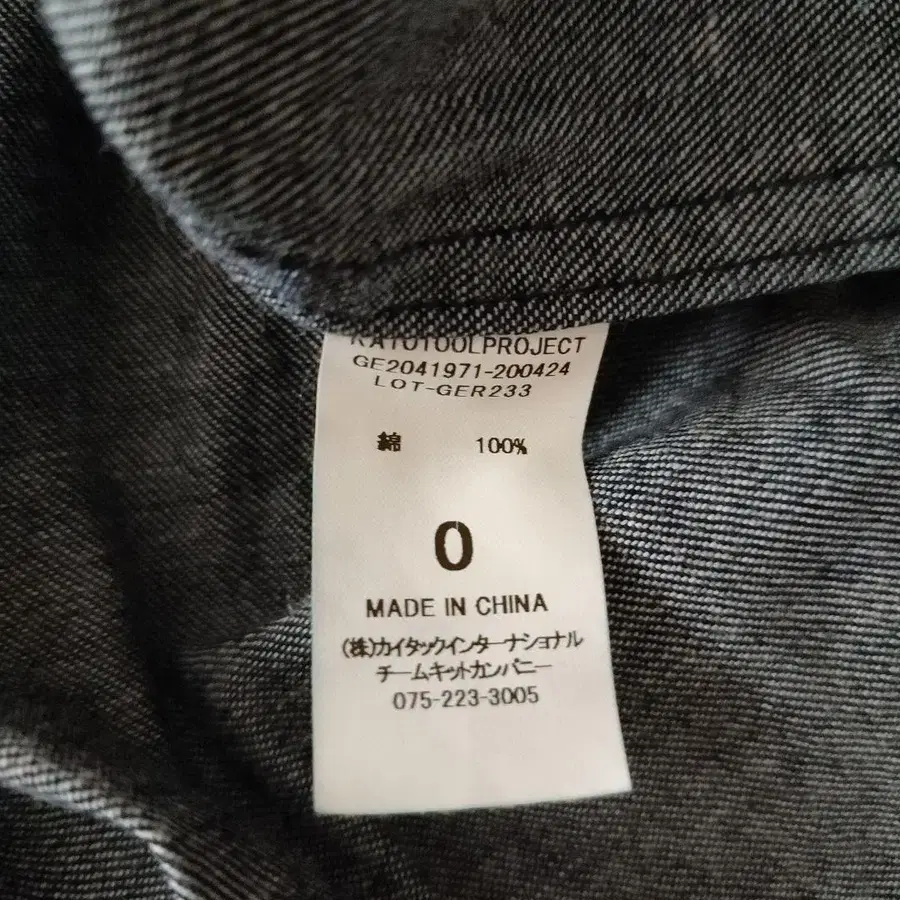 KATOTOOLPROJECT
GE2041971-200424
LOT-GER233
綿 100%
0
MADE IN CHINA
(株)カイタックインターナショナル
チームキットカンパニー
075-223-3005